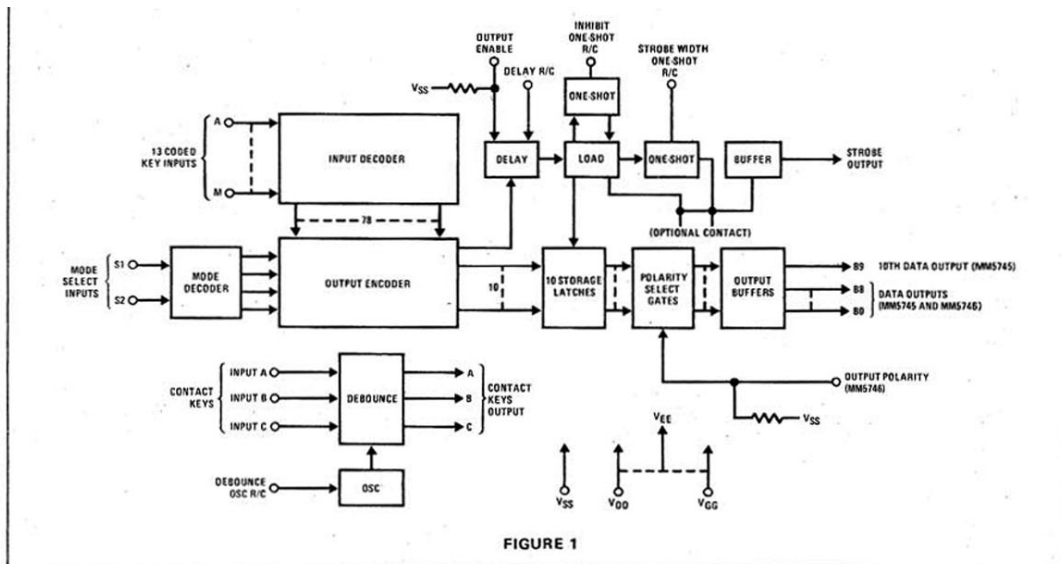 OUTPUT
ENABLE
INHIBIT
ONE-SHOT
R/C
STROBE WIDTH
ONE-SHOT
R/C
DELAY R/C
VSS
ONE-SHOT
A
13 CODED
KEY INPUTS
M
INPUT DECODER
DELAY
LOAD
ONE-SHOT
BUFFER
STROBE
OUTPUT
78
(OPTIONAL CONTACT)
MODE
SELECT
INPUTS
S1
S2
MODE
DECODER
OUTPUT ENCODER
10
10 STORAGE
LATCHES
POLARITY
SELECT
GATES
OUTPUT
BUFFERS
B9 10TH DATA OUTPUT (MM5745)
B8
B0
DATA OUTPUTS
(MM5745 AND MM5746)
CONTACT
KEYS
INPUT A
INPUT B
INPUT C
DEBOUNCE
A
B
C
CONTACT
KEYS
OUTPUT
OUTPUT POLARITY
(MM5746)
VSS
VEE
DEBOUNCE
OSC R/C
OSC
VSS
VDD
VGG
FIGURE 1